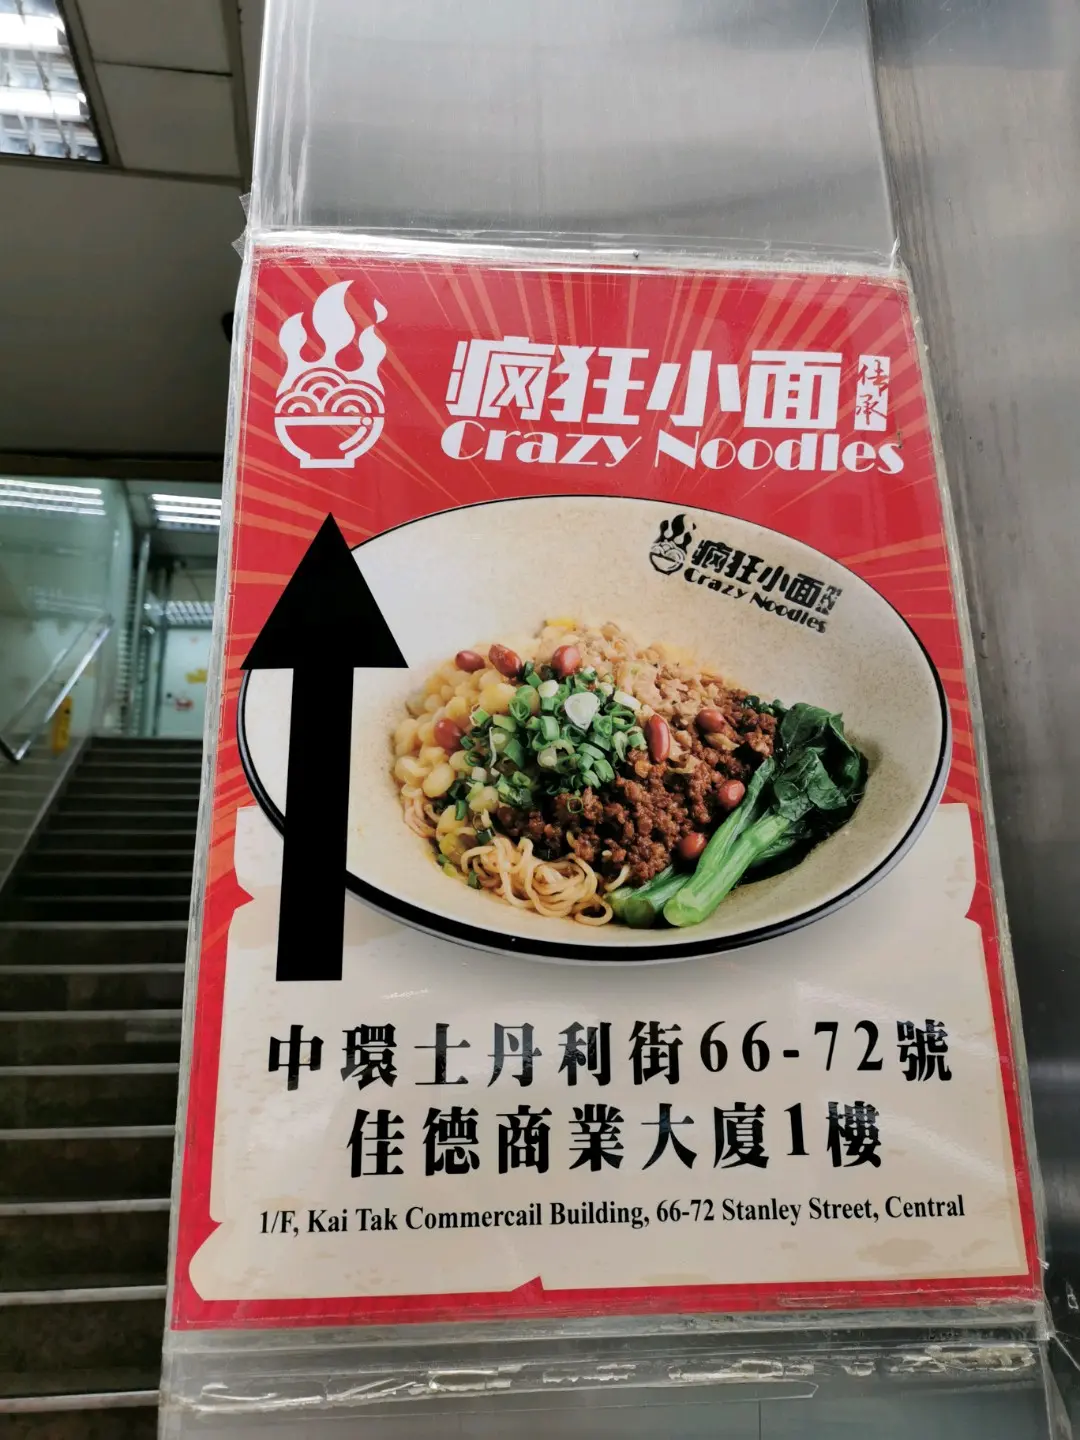 疯狂小面 传承
Crazy Noodles
疯狂小面
Crazy Noodles
中環士丹利街66-72號
佳德商業大廈1樓
1/F, Kai Tak Commercail Building, 66-72 Stanley Street, Central